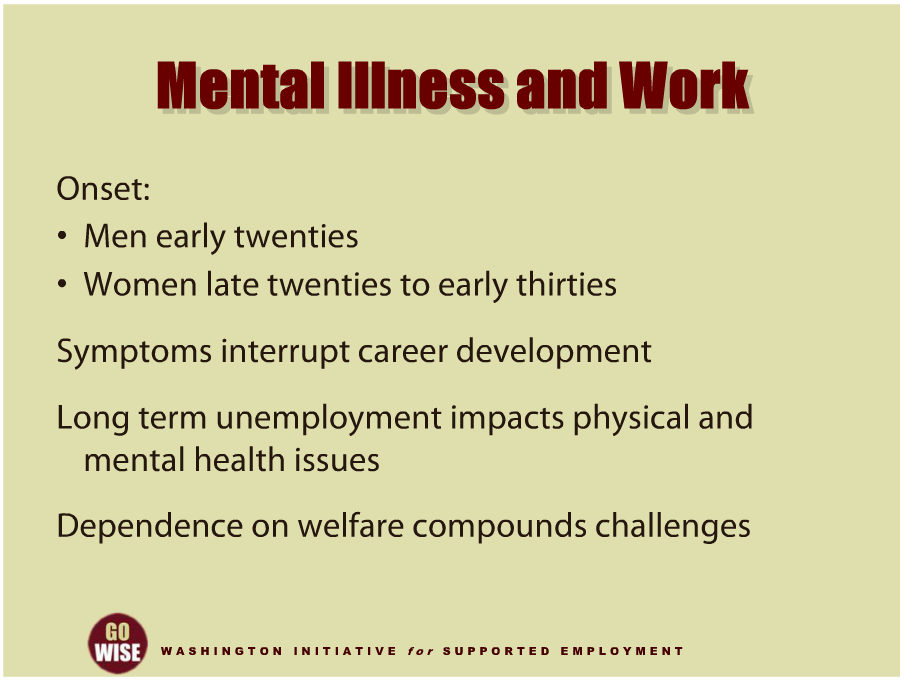 Mental Illness and Work
Onset:
• Men early twenties
• Women late twenties to early thirties
Symptoms interrupt career development
Long term unemployment impacts physical and
mental health issues
Dependence on welfare compounds challenges
GO
WISE
WASHINGTON INITIATIVE for SUPPORTED EMPLOYMENT